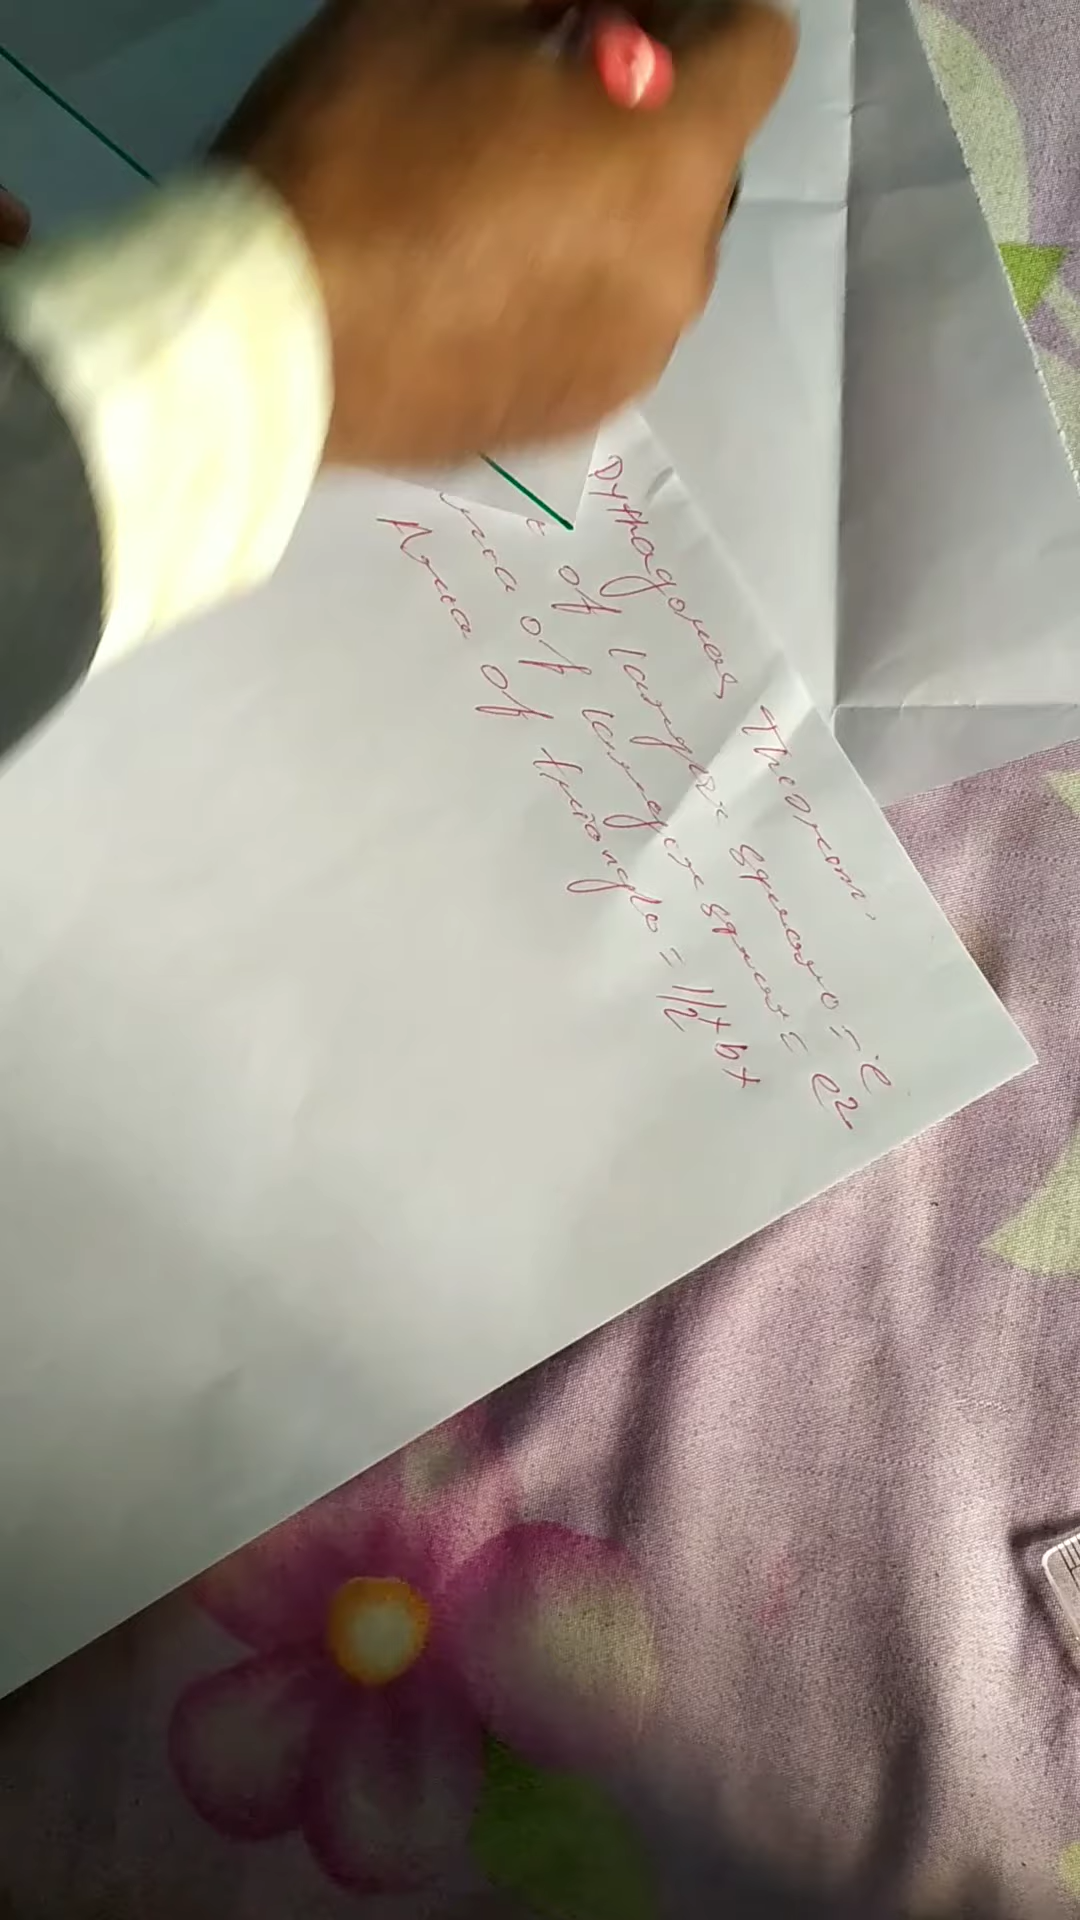 Pythagoras Theorem.
of larger square = c
of larger square = c2
Area of triangle = 1/2 x b x